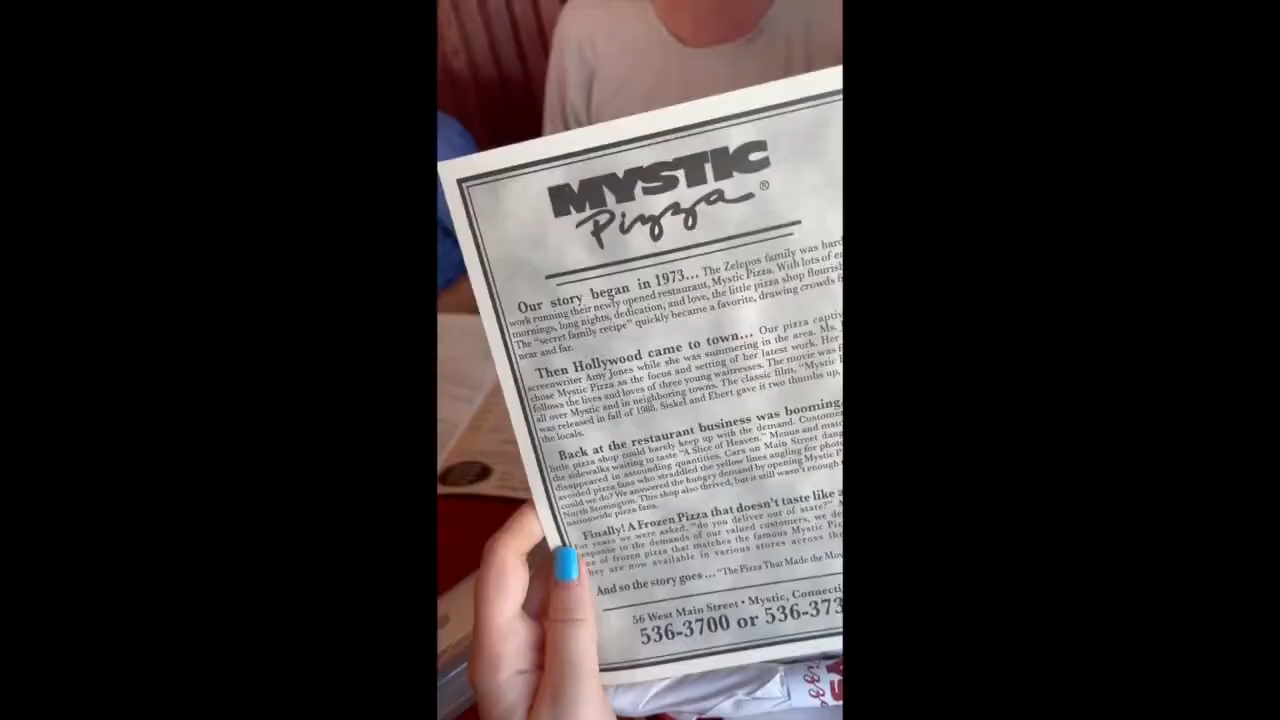 MYSTIC
Pizza ®
Our story began in 1973... The Zelepos family was hard
work running their newly opened restaurant, Mystic Pizza. With lots of
mornings, long nights, dedication, and love, the little pizza shop flourish
The "secret family recipe" quickly became a favorite, drawing crowds
near and far.
Then Hollywood came to town... Our pizza captiv
screenwriter Amy Jones while she was summering in the area. Ms.
chose Mystic Pizza as the focus and setting of her latest work. Her
follows the lives and loves of three young waitresses. The movie was
all over Mystic and in neighboring towns. The classic film, "Mystic
was released in fall of 1988. Siskel and Ebert gave it two thumbs up,
the locals.
Back at the restaurant business was booming.
little pizza shop could barely keep up with the demand. Custome
the sidewalks waiting to taste "A Slice of Heaven." Menus and mat
disappeared in astounding quantities. Cars on Main Street dang
avoided pizza fans who straddled the yellow lines angling for phot
could we do? We answered the hungry demand by opening Mystic P
North Stonington. This shop also thrived, but it still wasn't enough
nationwide pizza fans.
Finally! A Frozen Pizza that doesn't taste like a
For years we were asked, "do you deliver out of state?"
esponse to the demands of our valued customers, we de
ne of frozen pizza that matches the famous Mystic Piz
hey are now available in various stores across the
And so the story goes... "The Pizza That Made the Mov
56 West Main Street • Mystic, Connecti
536-3700 or 536-373